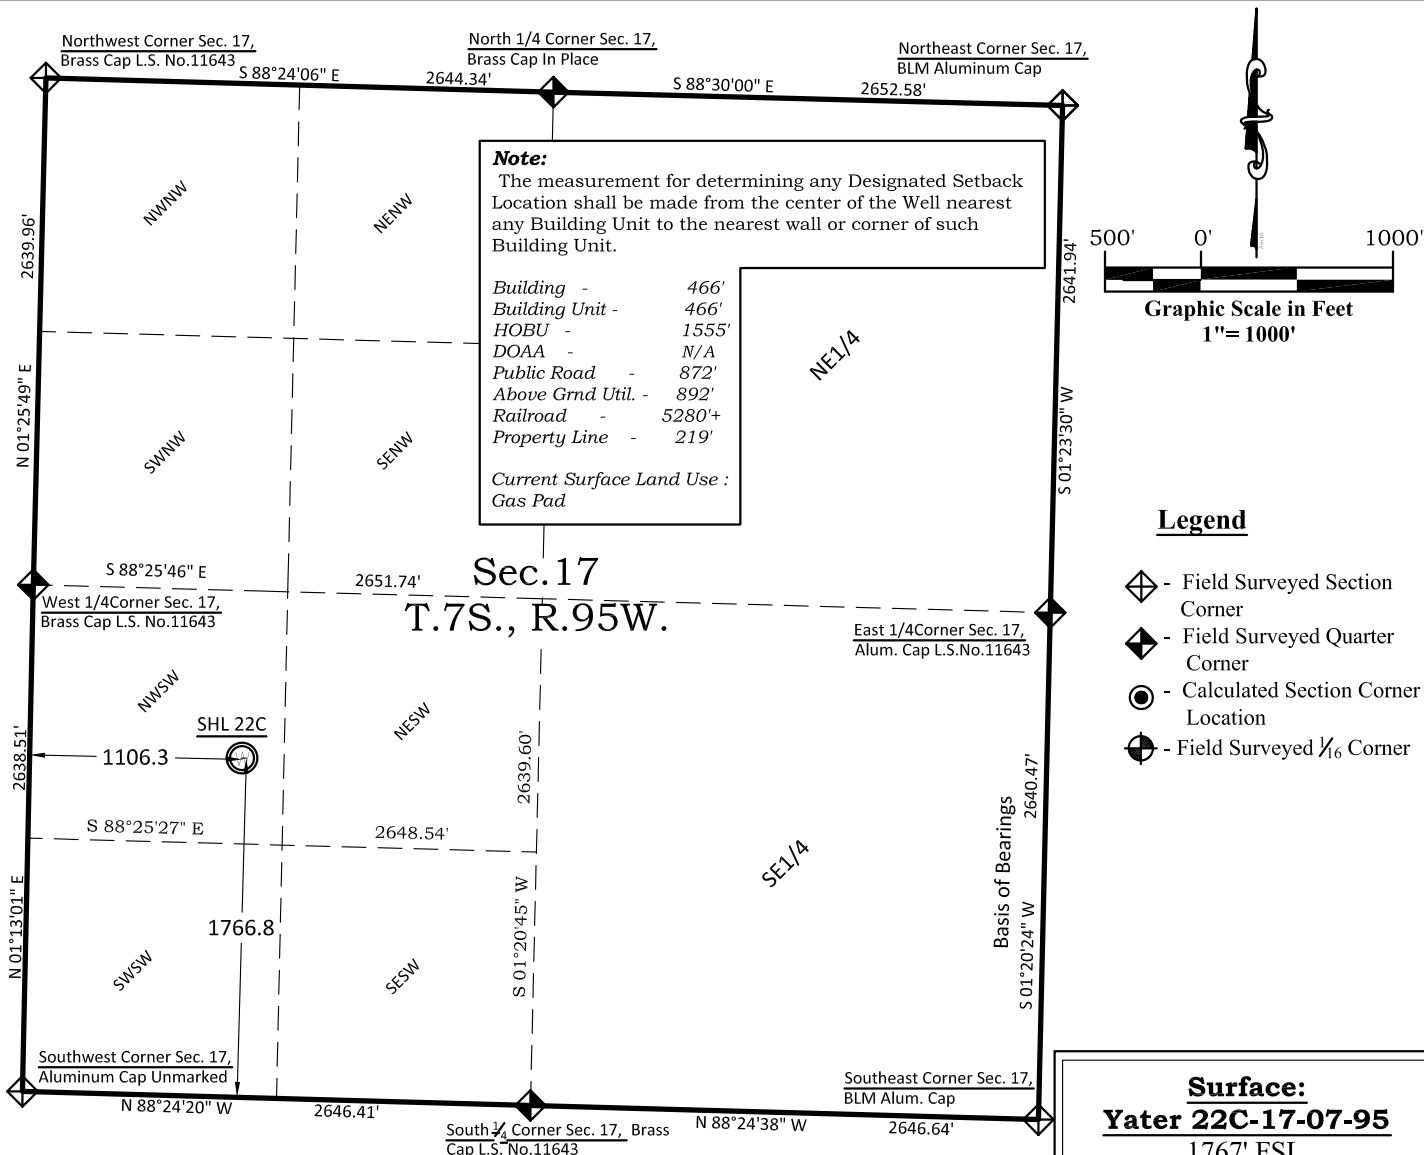 Northwest Corner Sec. 17,
Brass Cap L.S. No.11643
S 88°24'06" E
2644.34'
North 1/4 Corner Sec. 17,
Brass Cap In Place
S 88°30'00" E
2652.58'
Northeast Corner Sec. 17,
BLM Aluminum Cap
500'
0'
1000'
Graphic Scale in Feet
1"= 1000'
Note:
The measurement for determining any Designated Setback
Location shall be made from the center of the Well nearest
any Building Unit to the nearest wall or corner of such
Building Unit.
Building - 466'
Building Unit - 466'
HOBU - 1555'
DOAA - N/A
Public Road - 872'
Above Grnd Util. - 892'
Railroad - 5280'+
Property Line - 219'
Current Surface Land Use :
Gas Pad
NWNW
NENW
2639.96'
N 01°25'49" E
SWNW
SENW
NE1/4
2641.94'
S 01°23'30" W
S 88°25'46" E
2651.74'
Sec.17
T.7S., R.95W.
West 1/4Corner Sec. 17,
Brass Cap L.S. No.11643
East 1/4Corner Sec. 17,
Alum. Cap L.S.No.11643
Legend
- Field Surveyed Section
Corner
- Field Surveyed Quarter
Corner
- Calculated Section Corner
Location
- Field Surveyed 1/16 Corner
NWSW
NESW
SHL 22C
1106.3
2638.51'
2639.60'
2640.47'
S 88°25'27" E
2648.54'
N 01°13'01" E
1766.8
S 01°20'45" W
SE1/4
Basis of Bearings
S 01°20'24" W
SWSW
SESW
Southwest Corner Sec. 17,
Aluminum Cap Unmarked
N 88°24'20" W
2646.41'
South 1/4 Corner Sec. 17, Brass
Cap L.S. No.11643
N 88°24'38" W
2646.64'
Southeast Corner Sec. 17,
BLM Alum. Cap
Surface:
Yater 22C-17-07-95
1767' FSL